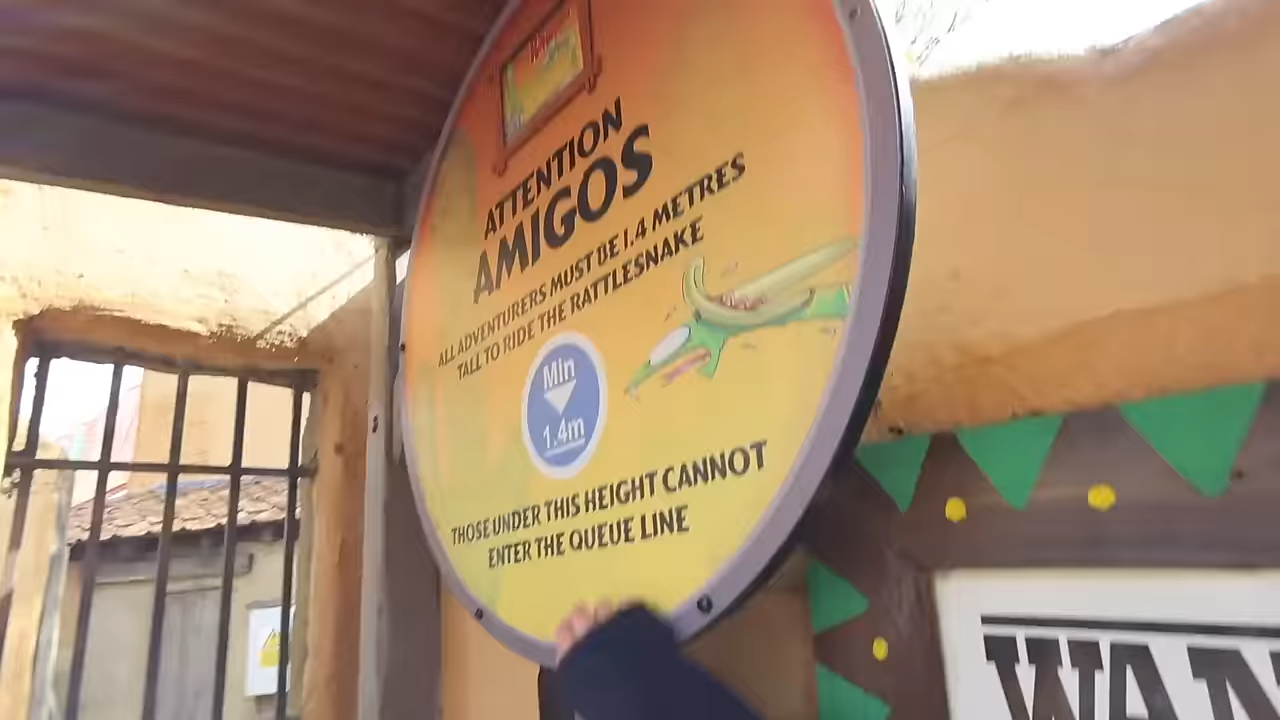 ATTENTION
AMIGOS
ALL ADVENTURERS MUST BE 1.4 METRES
TALL TO RIDE THE RATTLESNAKE
Min
1.4m
THOSE UNDER THIS HEIGHT CANNOT
ENTER THE QUEUE LINE